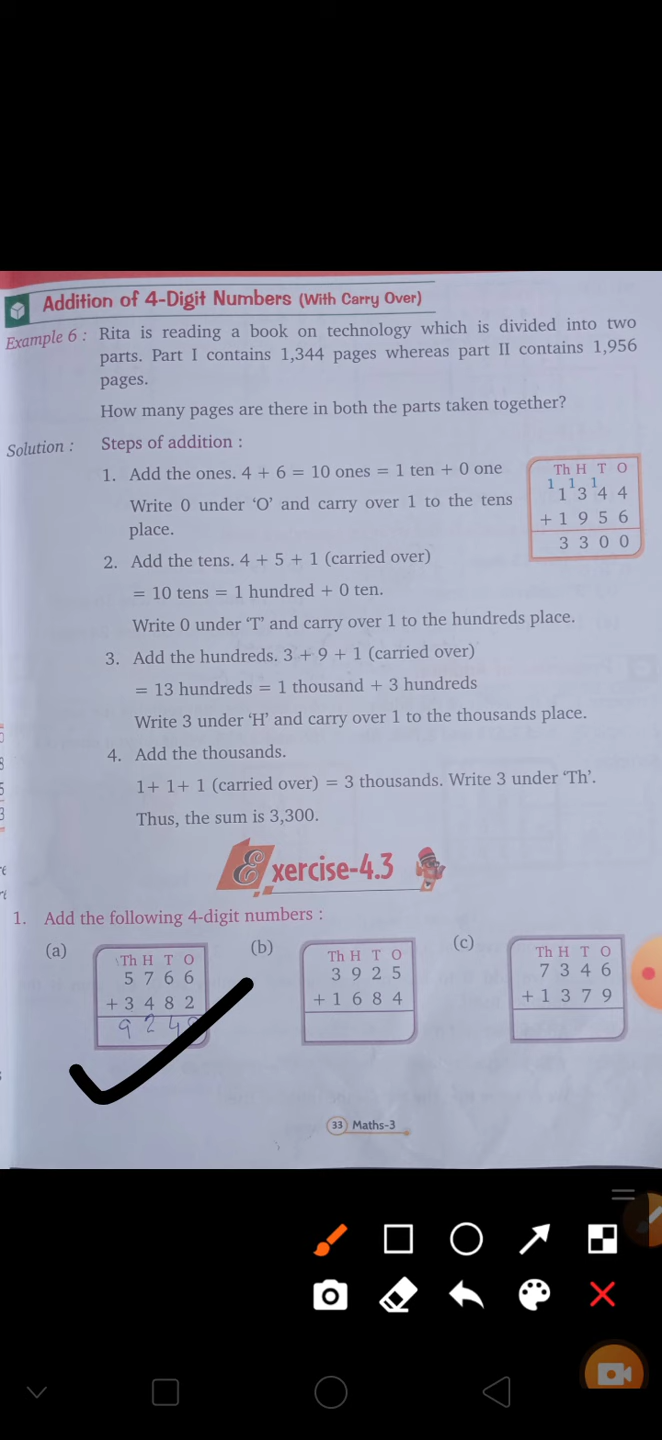 Addition of 4-Digit Numbers (With Carry Over)
Example 6 : Rita is reading a book on technology which is divided into two
parts. Part I contains 1,344 pages whereas part II contains 1,956
pages.
How many pages are there in both the parts taken together?
Solution : Steps of addition :
1. Add the ones. 4 + 6 = 10 ones = 1 ten + 0 one
Write 0 under ‘O’ and carry over 1 to the tens
place.
2. Add the tens. 4 + 5 + 1 (carried over)
= 10 tens = 1 hundred + 0 ten.
Write 0 under ‘T’ and carry over 1 to the hundreds place.
3. Add the hundreds. 3 + 9 + 1 (carried over)
= 13 hundreds = 1 thousand + 3 hundreds
Write 3 under ‘H’ and carry over 1 to the thousands place.
4. Add the thousands.
1+ 1+ 1 (carried over) = 3 thousands. Write 3 under ‘Th’.
Thus, the sum is 3,300.
Th H T O
1 1 1
1 3 4 4
+ 1 9 5 6
3 3 0 0
Exercise-4.3
1. Add the following 4-digit numbers :
(a)
Th H T O
5 7 6 6
+ 3 4 8 2
9 2 4
(b)
Th H T O
3 9 2 5
+ 1 6 8 4
(c)
Th H T O
7 3 4 6
+ 1 3 7 9
33 Maths-3